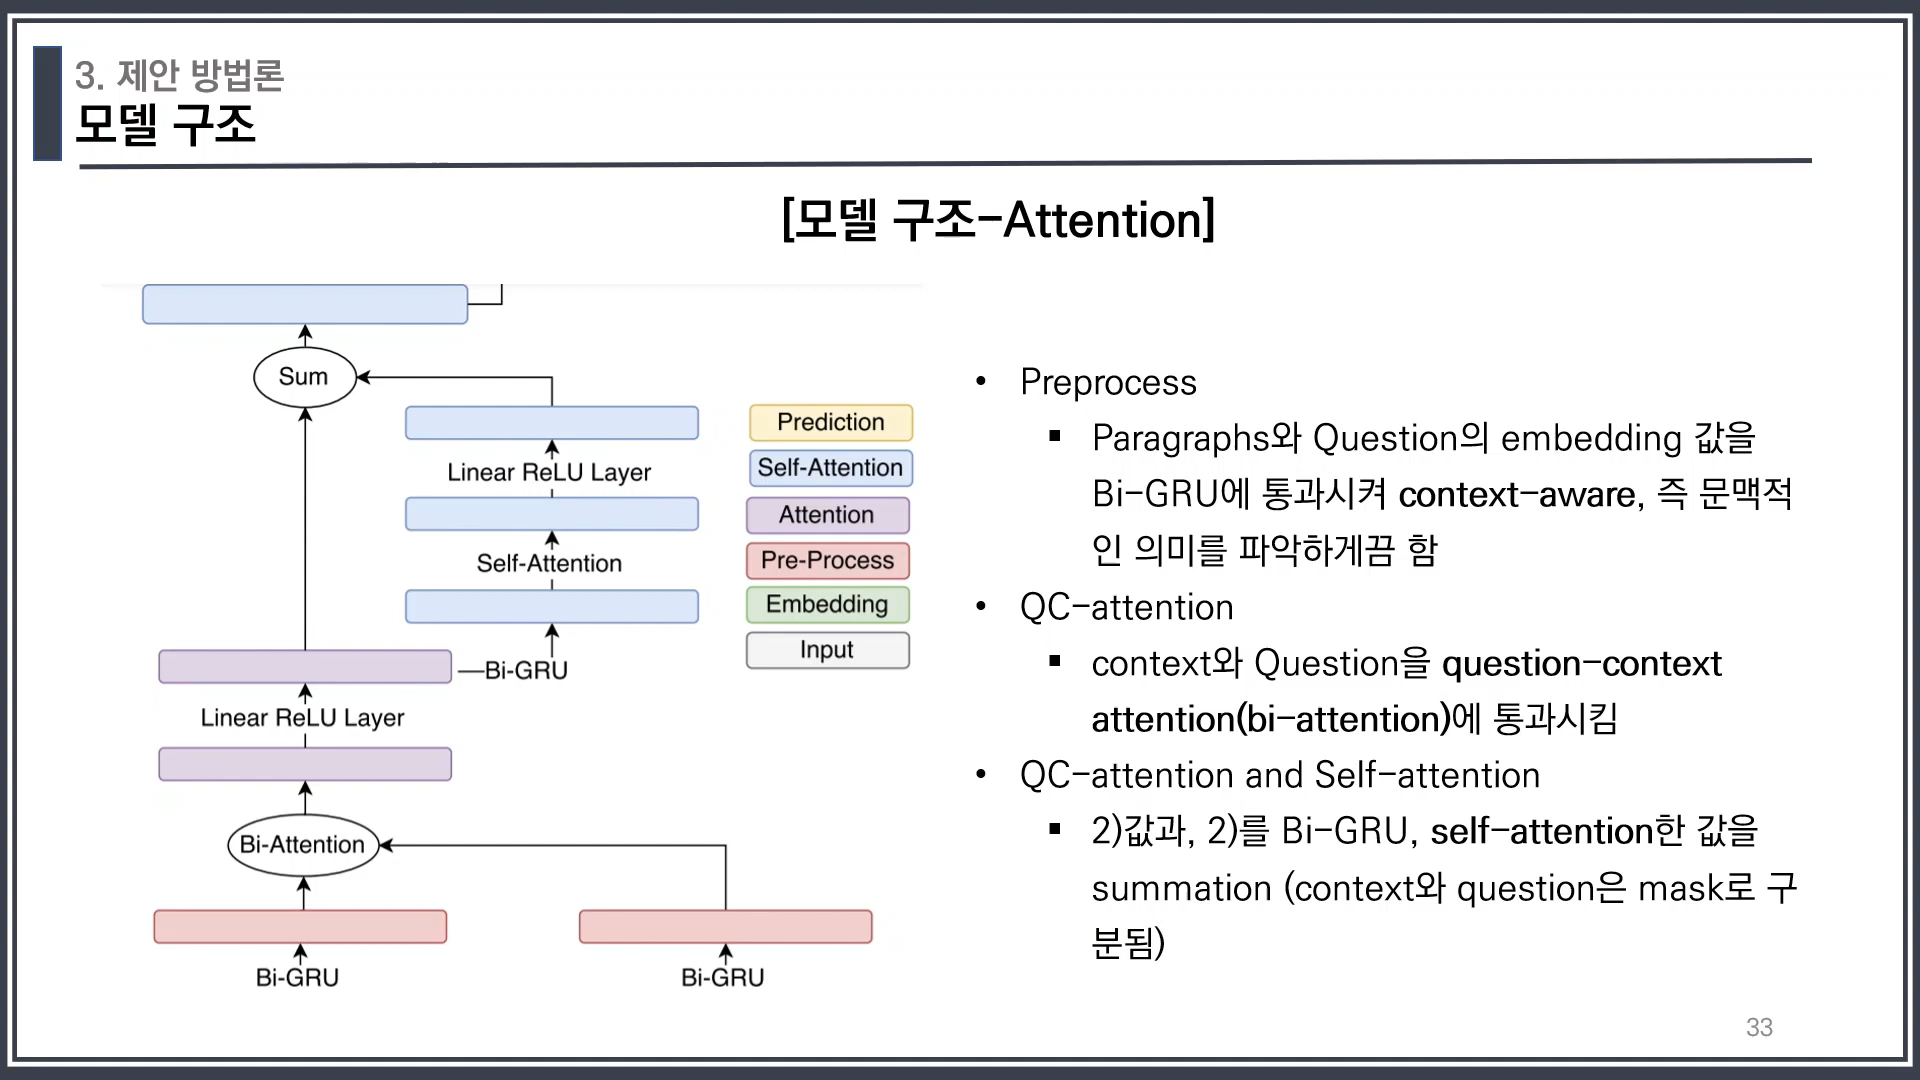 3. 제안 방법론
모델 구조
[모델 구조-Attention]
Sum
Linear ReLU Layer
Self-Attention
Bi-GRU
Linear ReLU Layer
Bi-Attention
Bi-GRU
Bi-GRU
Prediction
Self-Attention
Attention
Pre-Process
Embedding
Input
• Preprocess
▪ Paragraphs와 Question의 embedding 값을
Bi-GRU에 통과시켜 context-aware, 즉 문맥적
인 의미를 파악하게끔 함
• QC-attention
▪ context와 Question을 question-context
attention(bi-attention)에 통과시킴
• QC-attention and Self-attention
▪ 2)값과, 2)를 Bi-GRU, self-attention한 값을
summation (context와 question은 mask로 구
분됨)
33